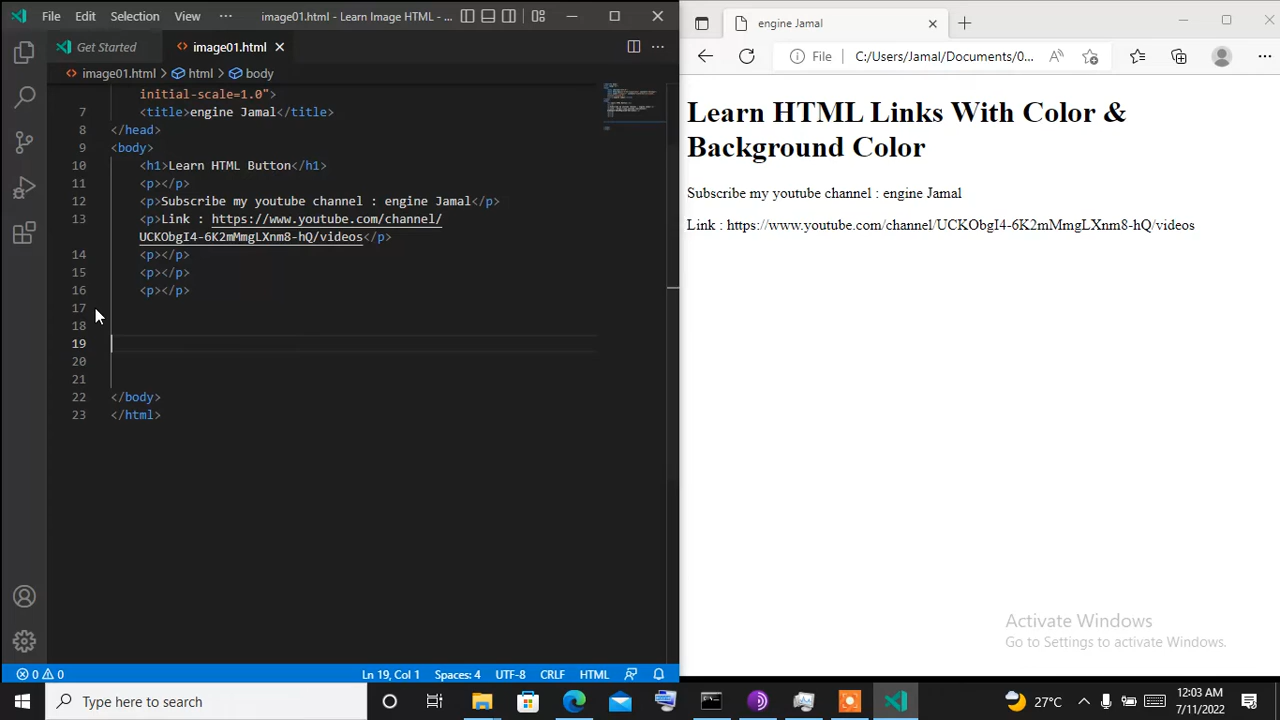 File Edit Selection View ··· image01.html - Learn Image HTML - ...
Get Started image01.html
image01.html > html > body
initial-scale=1.0">
7 <title>engine Jamal</title>
8 </head>
9 <body>
10 <h1>Learn HTML Button</h1>
11 <p></p>
12 <p>Subscribe my youtube channel : engine Jamal</p>
13 <p>Link : https://www.youtube.com/channel/
UCKObgI4-6K2mMmgLXnm8-hQ/videos</p>
14 <p></p>
15 <p></p>
16 <p></p>
17
18
19
20
21
22 </body>
23 </html>
0 0 Ln 19, Col 1 Spaces: 4 UTF-8 CRLF HTML
engine Jamal
File C:/Users/Jamal/Documents/0...
Learn HTML Links With Color &
Background Color
Subscribe my youtube channel : engine Jamal
Link : https://www.youtube.com/channel/UCKObgI4-6K2mMmgLXnm8-hQ/videos
Activate Windows
Go to Settings to activate Windows.
Type here to search
27°C
12:03 AM
7/11/2022